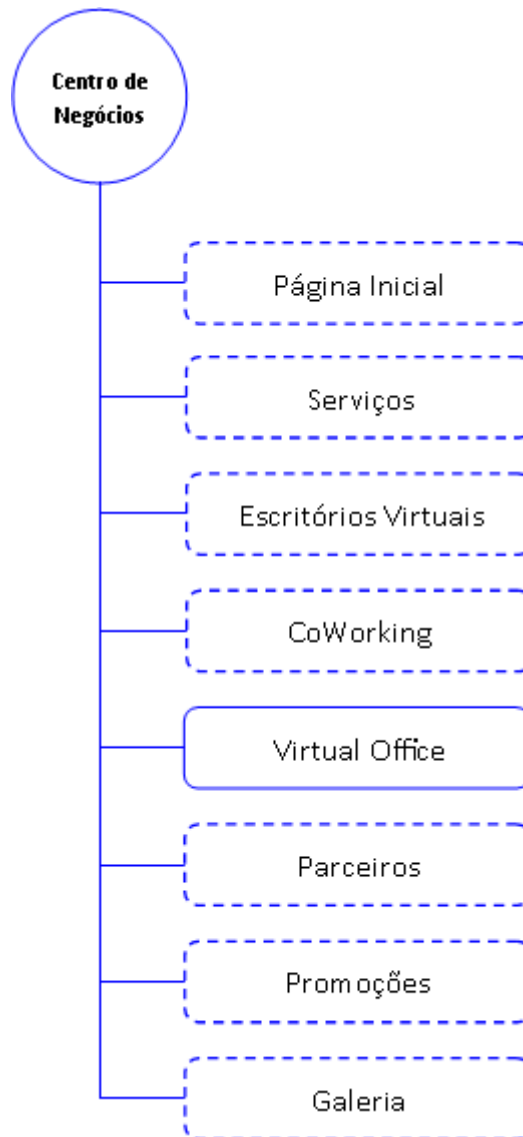 Centro de
Negócios
Página Inicial
Serviços
Escritórios Virtuais
CoWorking
Virtual Office
Parceiros
Promoções
Galeria